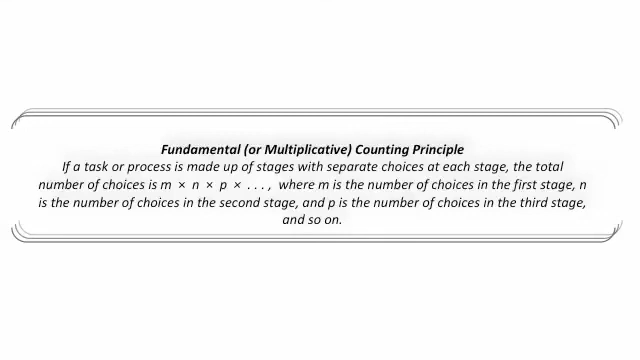 Fundamental (or Multiplicative) Counting Principle
If a task or process is made up of stages with separate choices at each stage, the total
number of choices is m × n × p × . . . , where m is the number of choices in the first stage, n
is the number of choices in the second stage, and p is the number of choices in the third stage,
and so on.